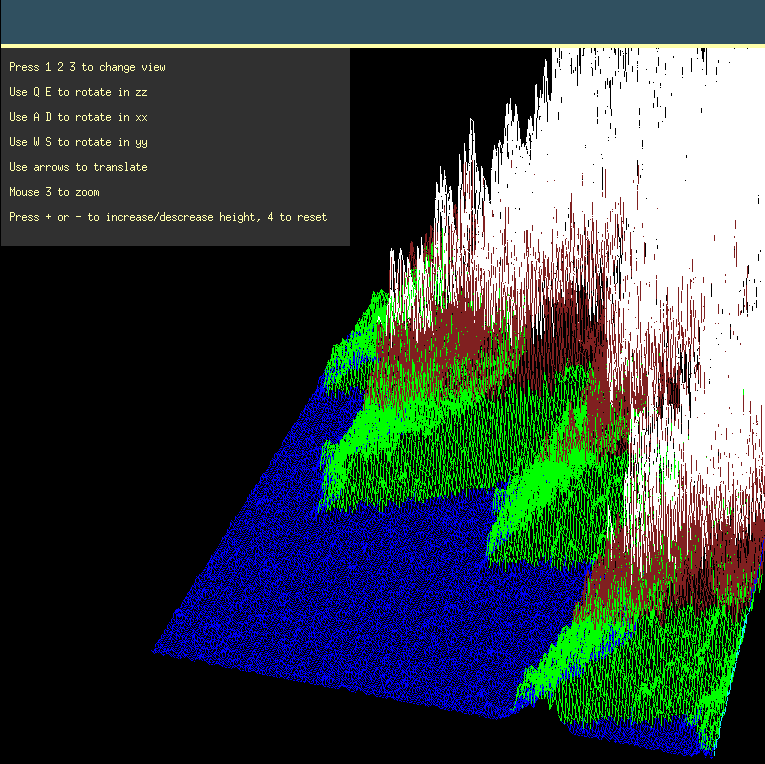 Press 1 2 3 to change view
Use Q E to rotate in zz
Use A D to rotate in xx
Use W S to rotate in yy
Use arrows to translate
Mouse 3 to zoom
Press + or - to increase/descrease height, 4 to reset